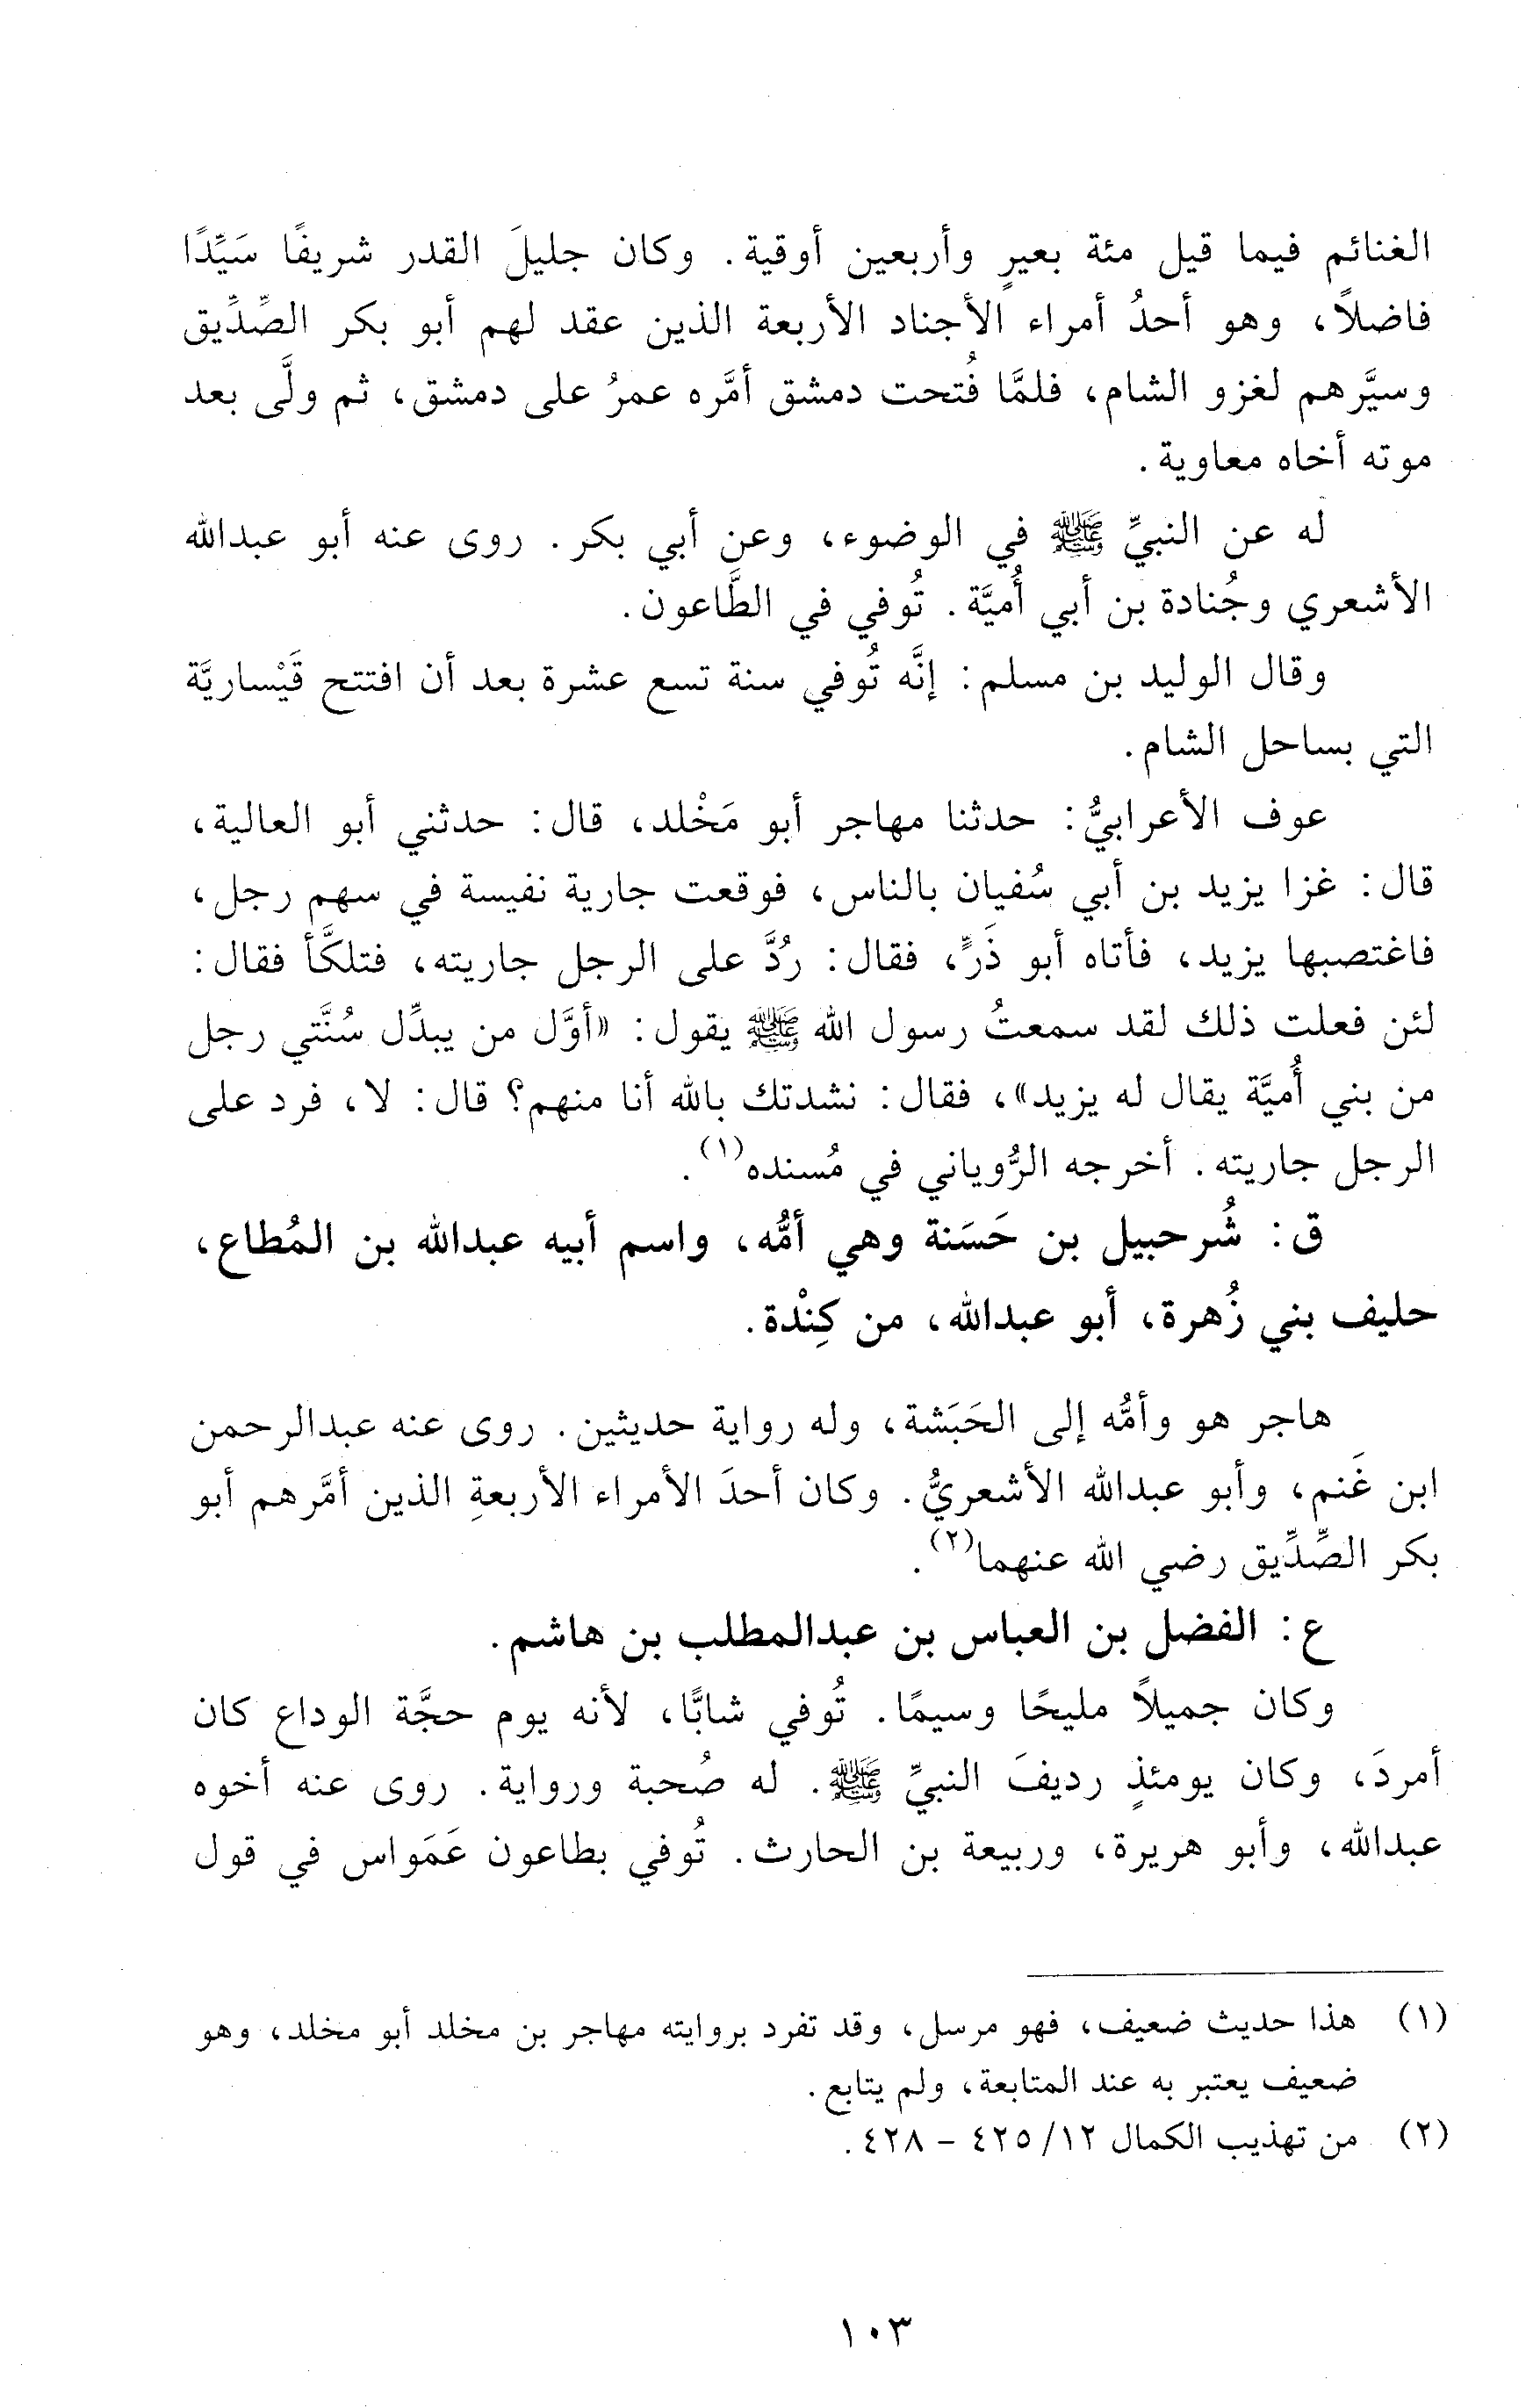 الغنائم فيما قيل مئة بعيرٍ وأربعين أوقية. وكان جليلَ القدر شريفًا سَيِّدًا
فاضلاً، وهو أحدُ أمراء الأجناد الأربعة الذين عقد لهم أبو بكر الصِّدِّيق
وسيَّرهم لغزو الشام، فلمَّا فُتحت دمشق أمَّره عمرُ على دمشق، ثم ولَّى بعد
موته أخاه معاوية.
له عن النبيِّ ﷺ في الوضوء، وعن أبي بكر. روى عنه أبو عبدالله
الأشعري وجُنادة بن أبي أُميَّة. تُوفي في الطَّاعون.
وقال الوليد بن مسلم: إنَّه تُوفي سنة تسع عشرة بعد أن افتتح قَيْساريَّة
التي بساحل الشام.
عوف الأعرابيُّ: حدثنا مهاجر أبو مَخْلد، قال: حدثني أبو العالية،
قال: غزا يزيد بن أبي سُفيان بالناس، فوقعت جارية نفيسة في سهم رجل،
فاغتصبها يزيد، فأتاه أبو ذَرٍّ، فقال: رُدَّ على الرجل جاريته، فتلكَّأ فقال:
لئن فعلت ذلك لقد سمعتُ رسول الله ﷺ يقول: «أوَّل من يبدِّل سُنَّتي رجل
من بني أُميَّة يقال له يزيد»، فقال: نشدتك بالله أنا منهم؟ قال: لا، فرد على
الرجل جاريته. أخرجه الرُّوياني في مُسنده(١).
ق: شُرحبيل بن حَسَنة وهي أمُّه، واسم أبيه عبدالله بن المُطاع،
حليف بني زُهرة، أبو عبدالله، من كِنْدة.
هاجر هو وأمُّه إلى الحَبَشة، وله رواية حديثين. روى عنه عبدالرحمن
ابن غَنم، وأبو عبدالله الأشعريُّ. وكان أحدَ الأمراء الأربعةِ الذين أمَّرهم أبو
بكر الصِّدِّيق رضي الله عنهما(٢).
ع: الفضل بن العباس بن عبدالمطلب بن هاشم.
وكان جميلاً مليحًا وسيمًا. تُوفي شابًّا، لأنه يوم حجَّة الوداع كان
أمردَ، وكان يومئذٍ رديفَ النبيِّ ﷺ. له صُحبة ورواية. روى عنه أخوه
عبدالله، وأبو هريرة، وربيعة بن الحارث. تُوفي بطاعون عَمَواس في قول
(١) هذا حديث ضعيف، فهو مرسل، وقد تفرد بروايته مهاجر بن مخلد أبو مخلد، وهو
ضعيف يعتبر به عند المتابعة، ولم يتابع.
(٢) من تهذيب الكمال ١٢/ ٤٢٥ - ٤٢٨.
١٠٣